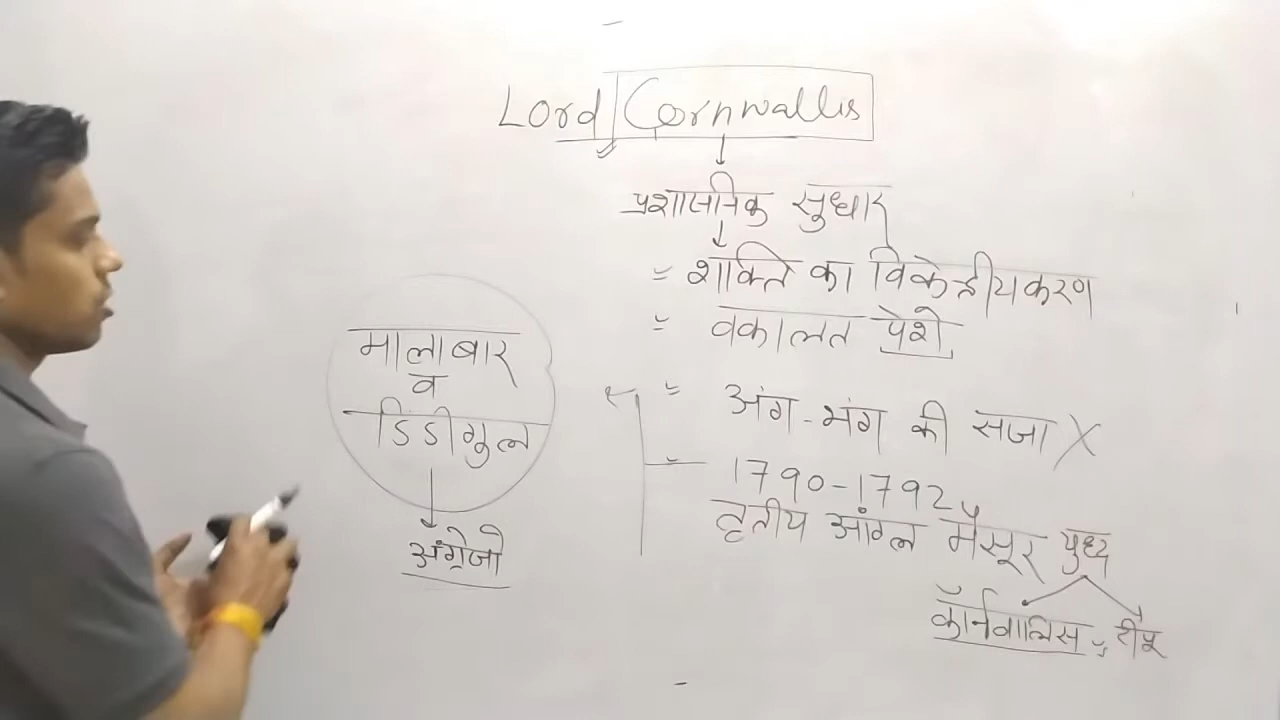 Lord Cornwallis
प्रशासनिक सुधार
शक्ति का विकेन्द्रीयकरण
वकालत पेशे
अंग-भंग की सजा X
1790-1792
तृतीय आंग्ल मैसूर युध्द
कॉर्नवालिस टीपू
मालाबार
व
डिडीगुल
अंग्रेजो